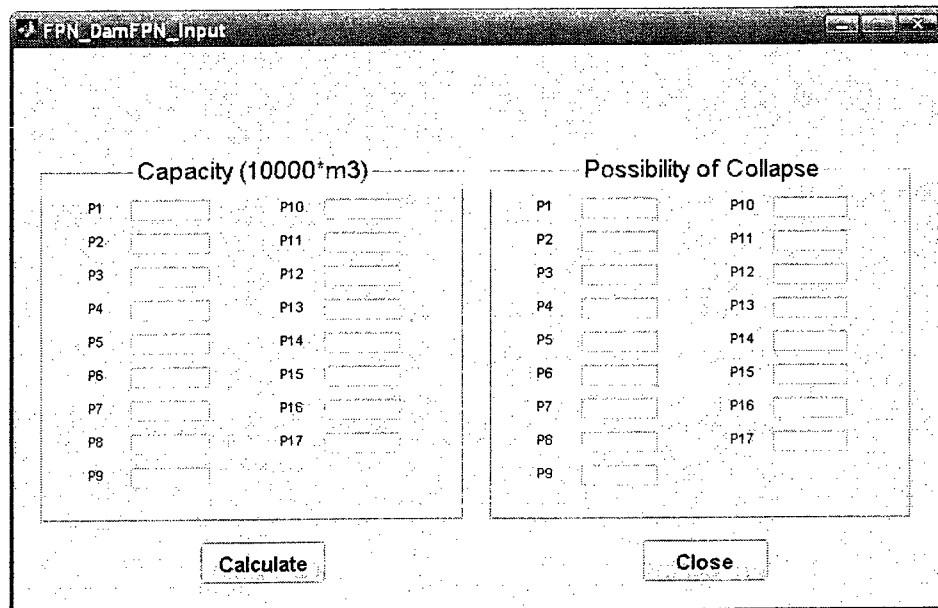 FPN_DamFPN_Input
Capacity (10000*m3)
P1 P10
P2 P11
P3 P12
P4 P13
P5 P14
P6 P15
P7 P16
P8 P17
P9
Possibility of Collapse
P1 P10
P2 P11
P3 P12
P4 P13
P5 P14
P6 P15
P7 P16
P8 P17
P9
Calculate
Close